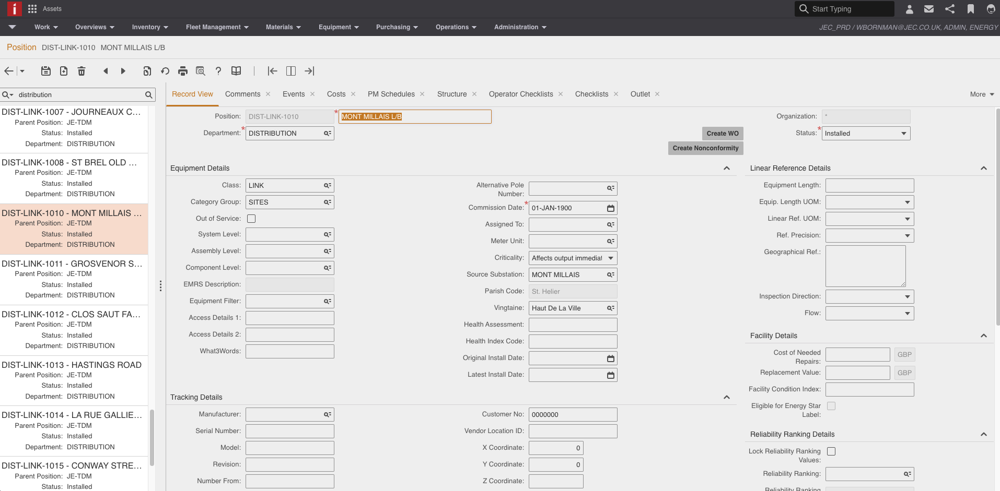 Assets
Start Typing
Work Overviews Inventory Fleet Management Materials Equipment Purchasing Operations Administration
JEC_PRD / WBORNMAN@JEC.CO.UK, ADMIN, ENERGY
Position DIST-LINK-1010 MONT MILLAIS L/B
distribution
DIST-LINK-1007 - JOURNEAUX C...
Parent Position: JE-TDM
Status: Installed
Department: DISTRIBUTION
DIST-LINK-1008 - ST BREL OLD ...
Parent Position: JE-TDM
Status: Installed
Department: DISTRIBUTION
DIST-LINK-1010 - MONT MILLAIS ...
Parent Position: JE-TDM
Status: Installed
Department: DISTRIBUTION
DIST-LINK-1011 - GROSVENOR S...
Parent Position: JE-TDM
Status: Installed
Department: DISTRIBUTION
DIST-LINK-1012 - CLOS SAUT FA...
Parent Position: JE-TDM
Status: Installed
Department: DISTRIBUTION
DIST-LINK-1013 - HASTINGS ROAD
Parent Position: JE-TDM
Status: Installed
Department: DISTRIBUTION
DIST-LINK-1014 - LA RUE GALLIE...
Parent Position: JE-TDM
Status: Installed
Department: DISTRIBUTION
DIST-LINK-1015 - CONWAY STRE...
Parent Position: JE-TDM
Status: Installed
Record View Comments Events Costs PM Schedules Structure Operator Checklists Checklists Outlet More
Position: DIST-LINK-1010 * MONT MILLAIS L/B
Organization: *
Department: * DISTRIBUTION
Status: * Installed
Create WO
Create Nonconformity
Equipment Details
Class: LINK
Category Group: SITES
Out of Service:
System Level:
Assembly Level:
Component Level:
EMRS Description:
Equipment Filter:
Access Details 1:
Access Details 2:
What3Words:
Alternative Pole
Number:
Commission Date: * 01-JAN-1900
Assigned To:
Meter Unit:
Criticality: Affects output immediat
Source Substation: MONT MILLAIS
Parish Code: St. Helier
Vingtaine: Haut De La Ville
Health Assessment:
Health Index Code:
Original Install Date:
Latest Install Date:
Tracking Details
Manufacturer:
Serial Number:
Model:
Revision:
Number From:
Customer No: 0000000
Vendor Location ID:
X Coordinate: 0
Y Coordinate: 0
Z Coordinate:
Linear Reference Details
Equipment Length:
Equip. Length UOM:
Linear Ref. UOM:
Ref. Precision:
Geographical Ref.:
Inspection Direction:
Flow:
Facility Details
Cost of Needed
Repairs: GBP
Replacement Value: GBP
Facility Condition Index:
Eligible for Energy Star
Label:
Reliability Ranking Details
Lock Reliability Ranking
Values:
Reliability Ranking:
Reliability Ranking